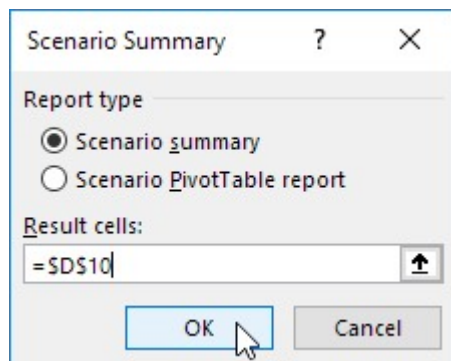 Scenario Summary ?
Report type
Scenario summary
Scenario PivotTable report
Result cells:
=$D$10
OK Cancel